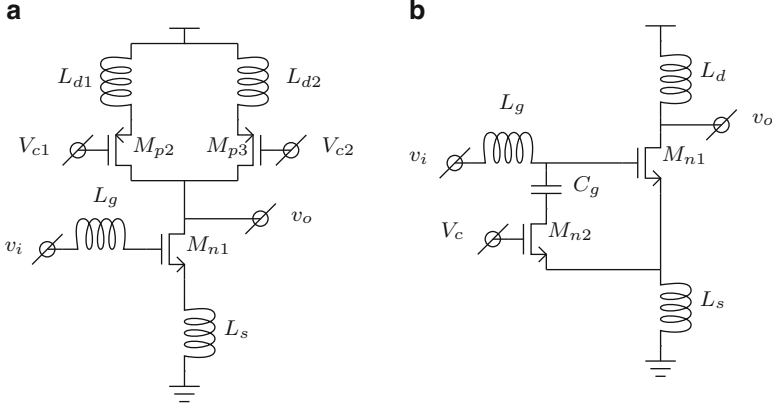 a
L_{d1}
L_{d2}
V_{c1}
M_{p2}
M_{p3}
V_{c2}
L_g
v_o
v_i
M_{n1}
L_s
b
L_d
L_g
v_o
v_i
M_{n1}
C_g
V_c
M_{n2}
L_s